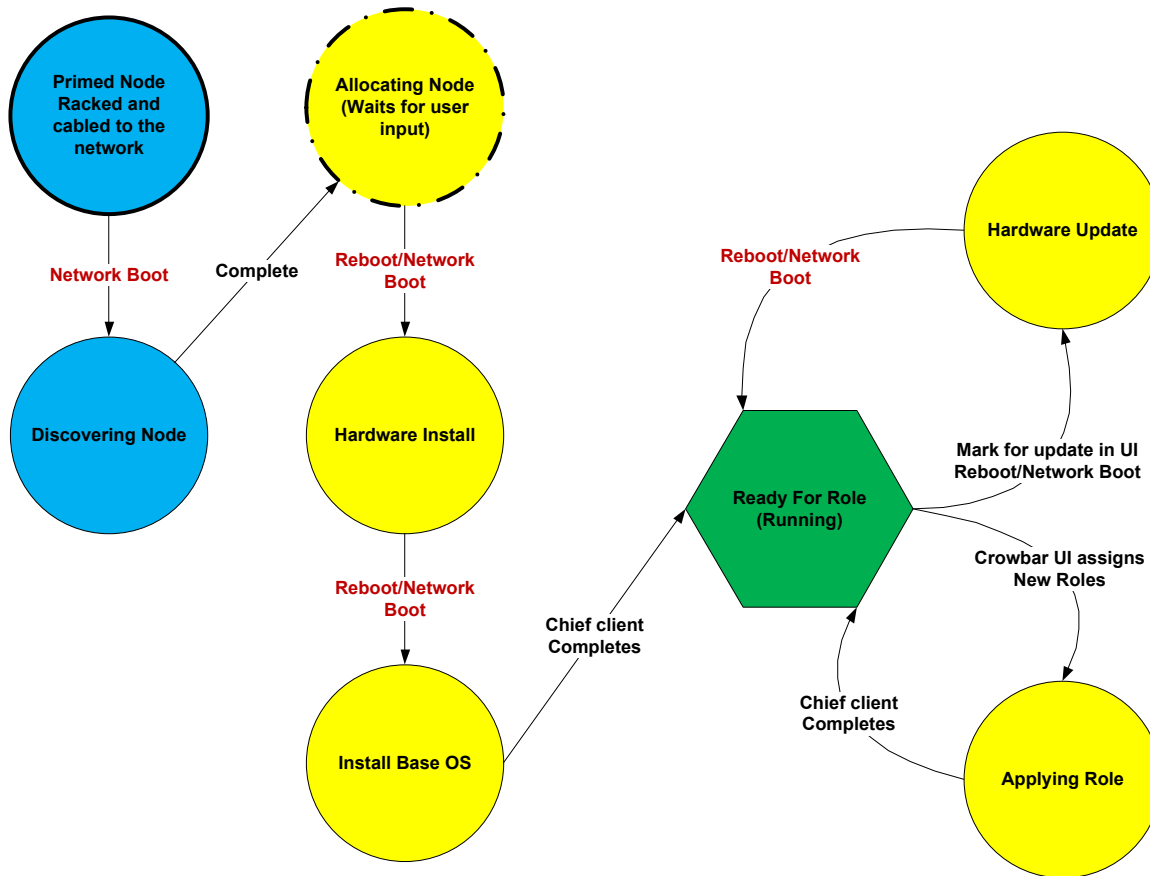 Primed Node
Racked and
cabled to the
network
Allocating Node
(Waits for user
input)
Network Boot
Complete
Reboot/Network
Boot
Discovering Node
Hardware Install
Reboot/Network
Boot
Install Base OS
Chief client
Completes
Ready For Role
(Running)
Reboot/Network
Boot
Hardware Update
Mark for update in UI
Reboot/Network Boot
Crowbar UI assigns
New Roles
Chief client
Completes
Applying Role